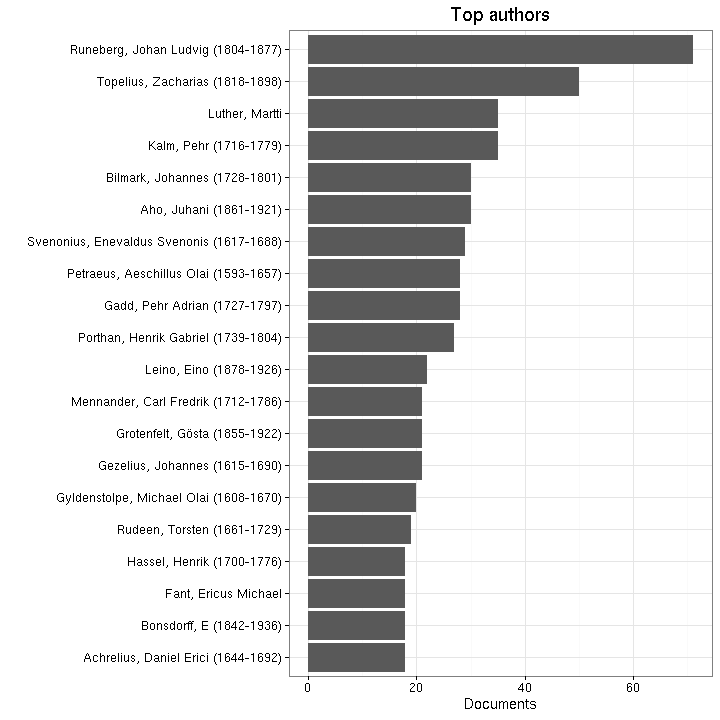 Top authors
Runeberg, Johan Ludvig (1804-1877)
Topelius, Zacharias (1818-1898)
Luther, Martti
Kalm, Pehr (1716-1779)
Bilmark, Johannes (1728-1801)
Aho, Juhani (1861-1921)
Svenonius, Enevaldus Svenonis (1617-1688)
Petraeus, Aeschillus Olai (1593-1657)
Gadd, Pehr Adrian (1727-1797)
Porthan, Henrik Gabriel (1739-1804)
Leino, Eino (1878-1926)
Mennander, Carl Fredrik (1712-1786)
Grotenfelt, Gösta (1855-1922)
Gezelius, Johannes (1615-1690)
Gyldenstolpe, Michael Olai (1608-1670)
Rudeen, Torsten (1661-1729)
Hassel, Henrik (1700-1776)
Fant, Ericus Michael
Bonsdorff, E (1842-1936)
Achrelius, Daniel Erici (1644-1692)
0 20 40 60
Documents